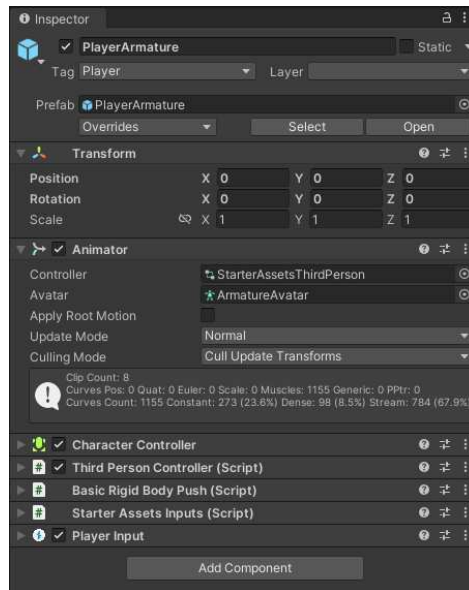 Inspector
PlayerArmature Static
Tag Player Layer
Prefab PlayerArmature
Overrides Select Open
Transform
Position X 0 Y 0 Z 0
Rotation X 0 Y 0 Z 0
Scale X 1 Y 1 Z 1
Animator
Controller StarterAssetsThirdPerson
Avatar ArmatureAvatar
Apply Root Motion
Update Mode Normal
Culling Mode Cull Update Transforms
Clip Count: 8
Curves Pos: 0 Quat: 0 Euler: 0 Scale: 0 Muscles: 1155 Generic: 0 PPtr: 0
Curves Count: 1155 Constant: 273 (23.6%) Dense: 98 (8.5%) Stream: 784 (67.9%
Character Controller
# Third Person Controller (Script)
# Basic Rigid Body Push (Script)
# Starter Assets Inputs (Script)
Player Input
Add Component